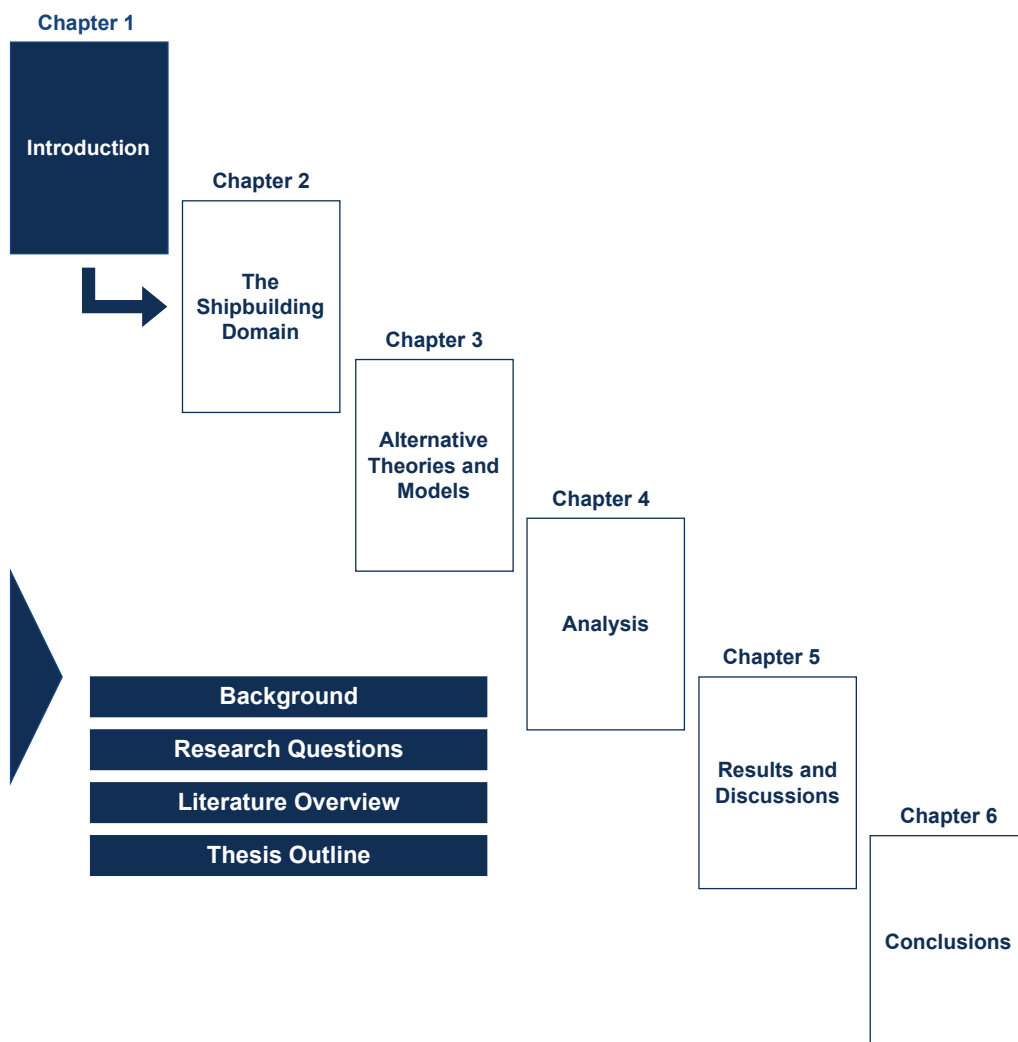 Chapter 1
Introduction
Chapter 2
The
Shipbuilding
Domain
Chapter 3
Alternative
Theories and
Models
Chapter 4
Analysis
Chapter 5
Results and
Discussions
Chapter 6
Conclusions
Background
Research Questions
Literature Overview
Thesis Outline